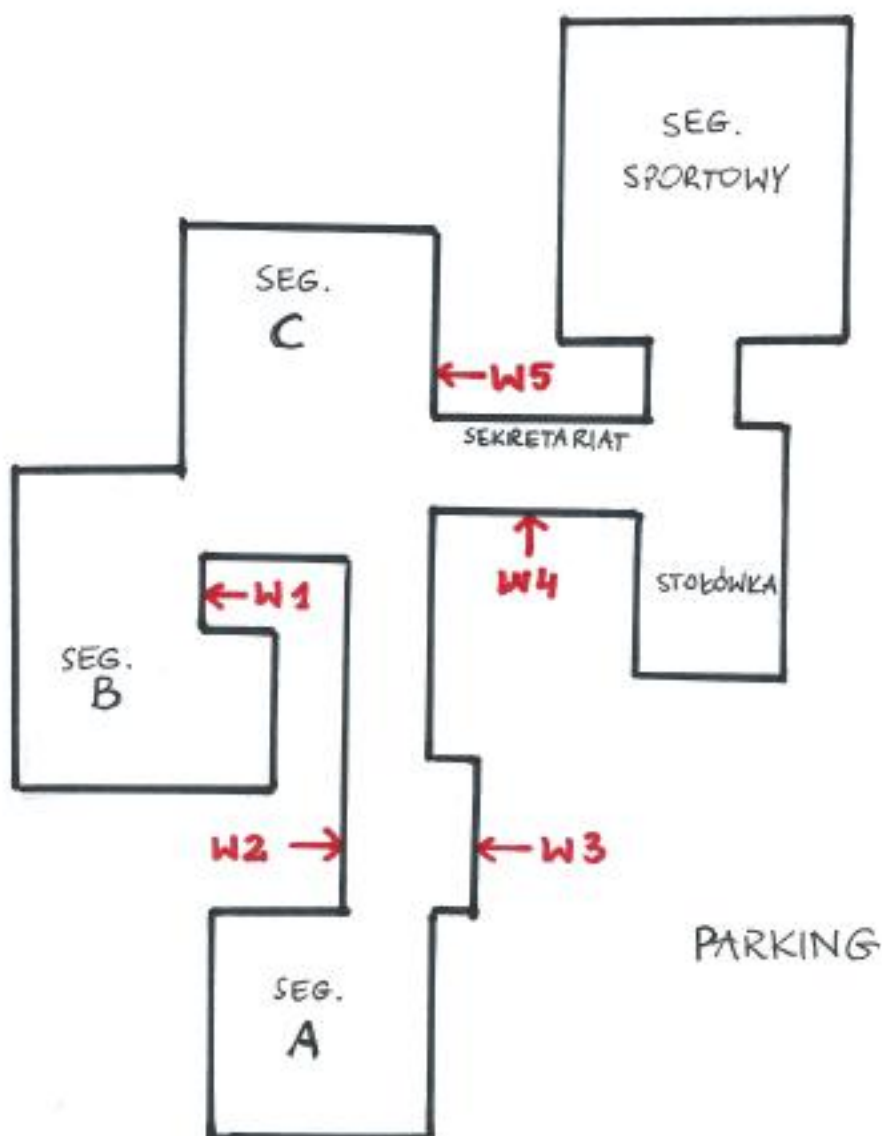 SEG.
SPORTOWY
SEG.
C
W5
SEKRETARIAT
W4
STOŁÓWKA
W1
SEG.
B
W2
W3
PARKING
SEG.
A